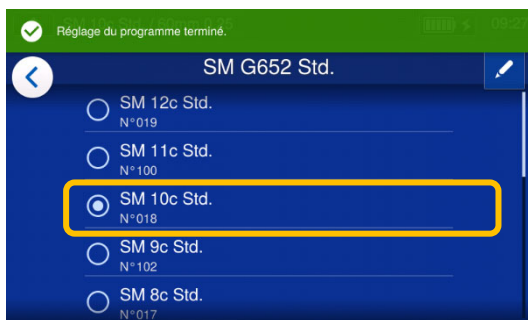 Réglage du programme terminé.
SM G652 Std.
SM 12c Std.
N°019
SM 11c Std.
N°100
SM 10c Std.
N°018
SM 9c Std.
N°102
SM 8c Std.
N°017